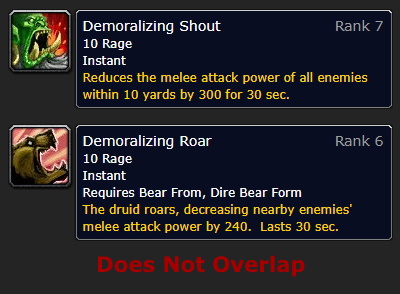 Demoralizing Shout Rank 7
10 Rage
Instant
Reduces the melee attack power of all enemies
within 10 yards by 300 for 30 sec.
Demoralizing Roar Rank 6
10 Rage
Instant
Requires Bear From, Dire Bear Form
The druid roars, decreasing nearby enemies'
melee attack power by 240. Lasts 30 sec.
Does Not Overlap